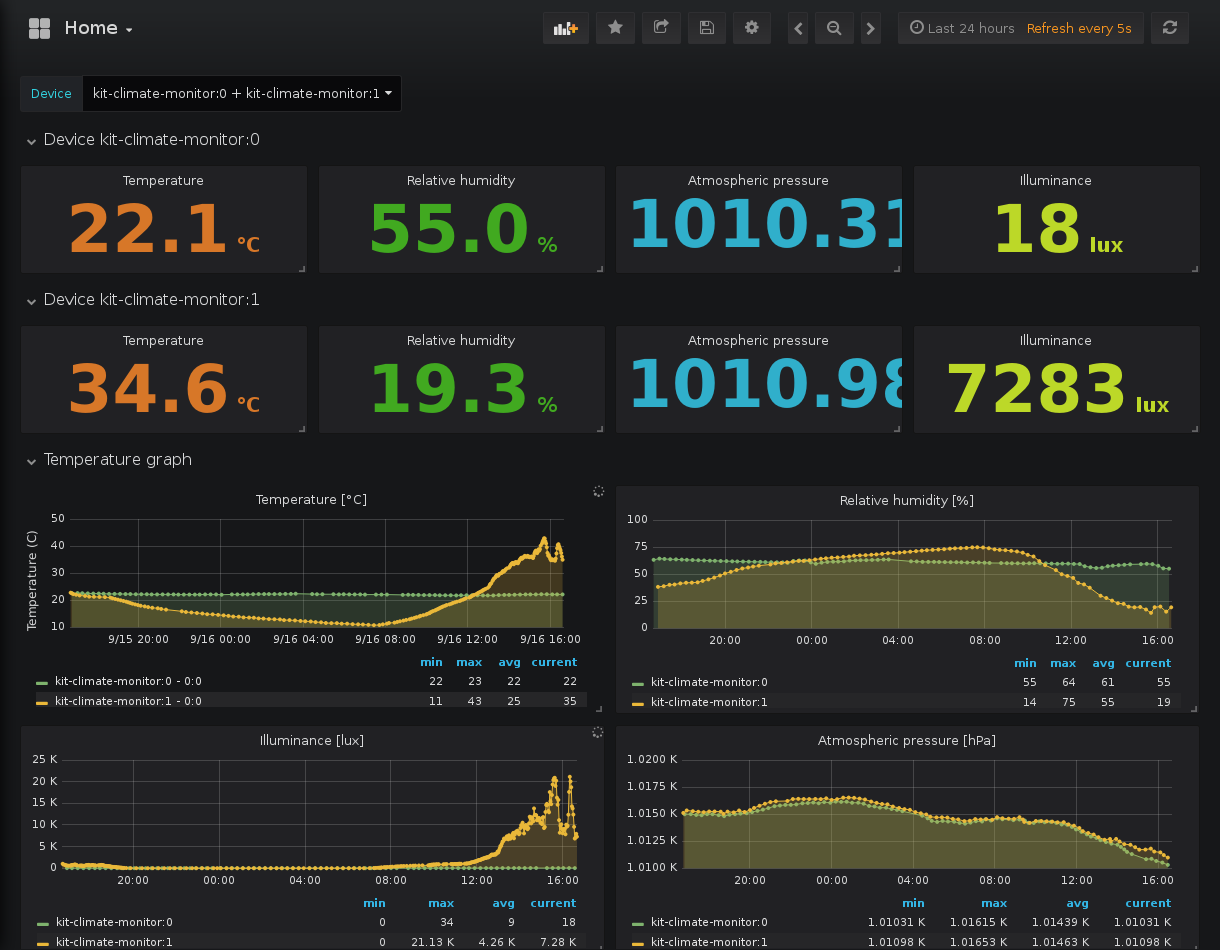 Home
Last 24 hours Refresh every 5s
Device kit-climate-monitor:0 + kit-climate-monitor:1
Device kit-climate-monitor:0
Temperature Relative humidity Atmospheric pressure Illuminance
22.1 °C 55.0 % 1010.31 18 lux
Device kit-climate-monitor:1
Temperature Relative humidity Atmospheric pressure Illuminance
34.6 °C 19.3 % 1010.98 7283 lux
Temperature graph
Temperature [°C]
Temperature (C)
50
40
30
20
10
9/15 20:00 9/16 00:00 9/16 04:00 9/16 08:00 9/16 12:00 9/16 16:00
min max avg current
kit-climate-monitor:0 - 0:0 22 23 22 22
kit-climate-monitor:1 - 0:0 11 43 25 35
Relative humidity [%]
100
75
50
25
0
20:00 00:00 04:00 08:00 12:00 16:00
min max avg current
kit-climate-monitor:0 55 64 61 55
kit-climate-monitor:1 14 75 55 19
Illuminance [lux]
25 K
20 K
15 K
10 K
5 K
0
20:00 00:00 04:00 08:00 12:00 16:00
min max avg current
kit-climate-monitor:0 0 34 9 18
kit-climate-monitor:1 0 21.13 K 4.26 K 7.28 K
Atmospheric pressure [hPa]
1.0200 K
1.0175 K
1.0150 K
1.0125 K
1.0100 K
20:00 00:00 04:00 08:00 12:00 16:00
min max avg current
kit-climate-monitor:0 1.01031 K 1.01615 K 1.01439 K 1.01031 K
kit-climate-monitor:1 1.01098 K 1.01653 K 1.01463 K 1.01098 K